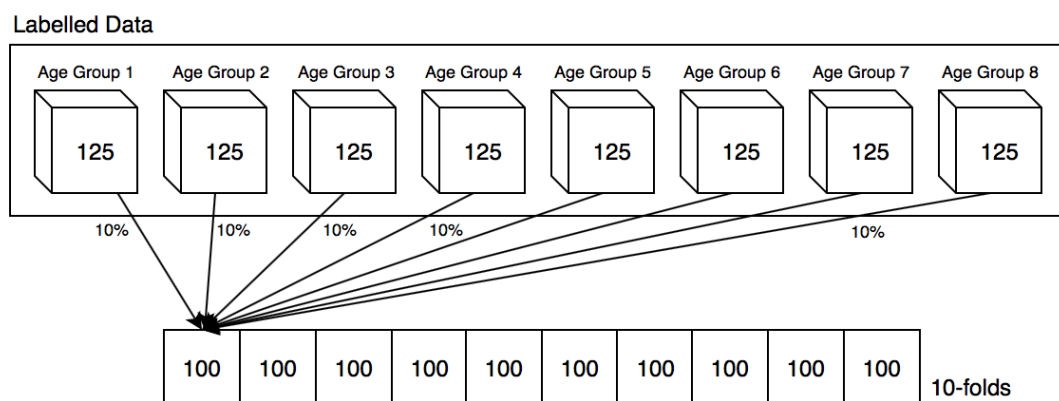 Labelled Data
Age Group 1 Age Group 2 Age Group 3 Age Group 4 Age Group 5 Age Group 6 Age Group 7 Age Group 8
125 125 125 125 125 125 125 125
10% 10% 10% 10% 10%
100 100 100 100 100 100 100 100 100 100
10-folds